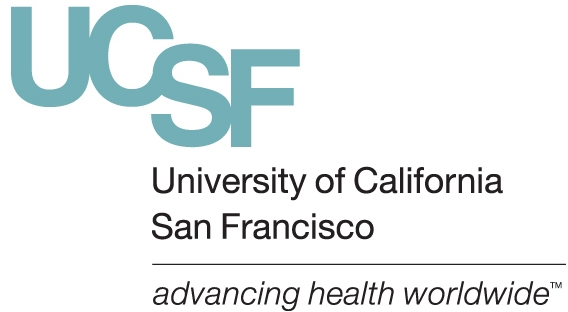 UCSF
University of California
San Francisco
advancing health worldwide™